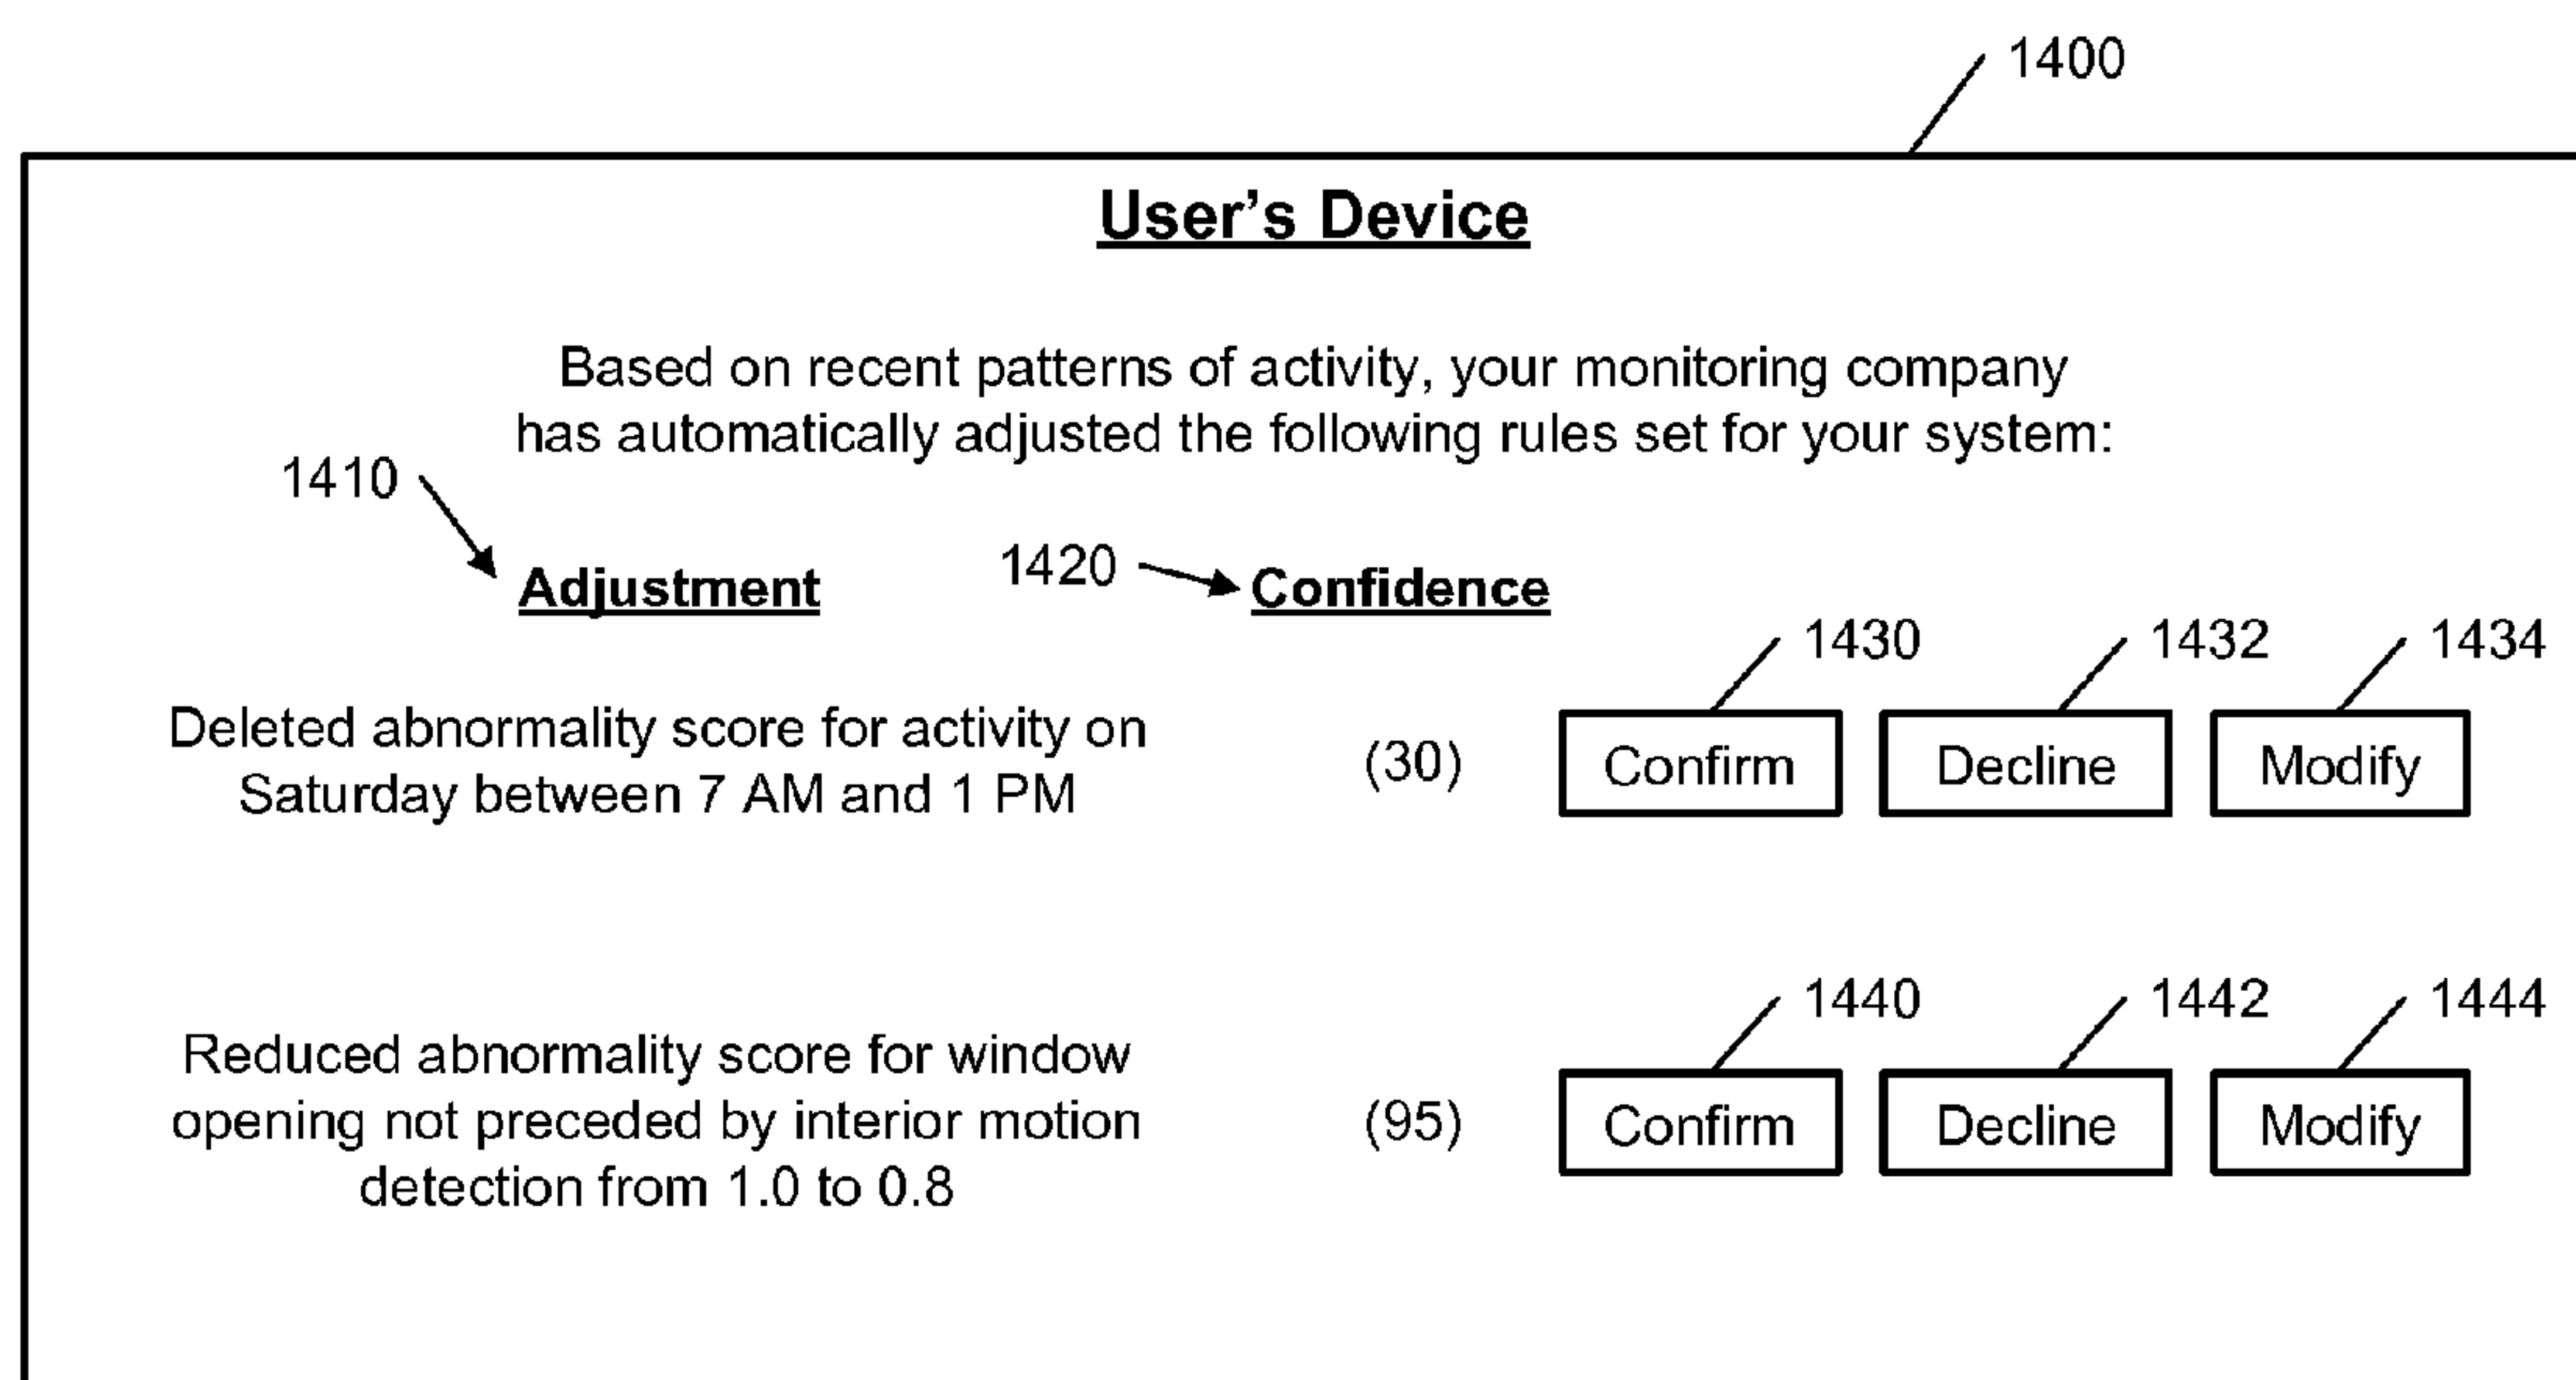 1400
User's Device
Based on recent patterns of activity, your monitoring company
has automatically adjusted the following rules set for your system:
1410
Adjustment
1420
Confidence
1430
1432
1434
Deleted abnormality score for activity on
Saturday between 7 AM and 1 PM
(30)
Confirm
Decline
Modify
1440
1442
1444
Reduced abnormality score for window
opening not preceded by interior motion
detection from 1.0 to 0.8
(95)
Confirm
Decline
Modify